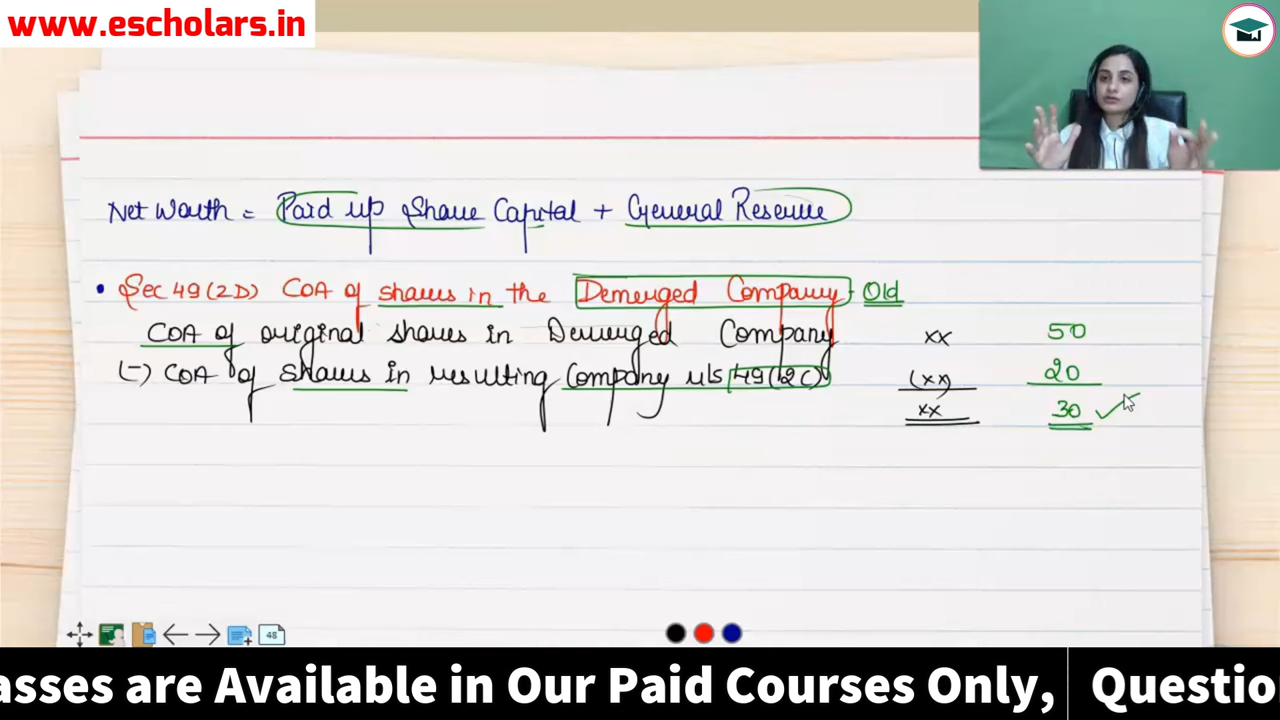 www.escholars.in
Net Worth = Paid up Share Capital + General Reserve
• Sec 49(2D) COA of shares in the Demerged Company Old
COA of original shares in Demerged Company xx 50
(-) COA of shares in resulting Company u/s 49(2C) (xx) 20
xx 30
48
asses are Available in Our Paid Courses Only, Questio